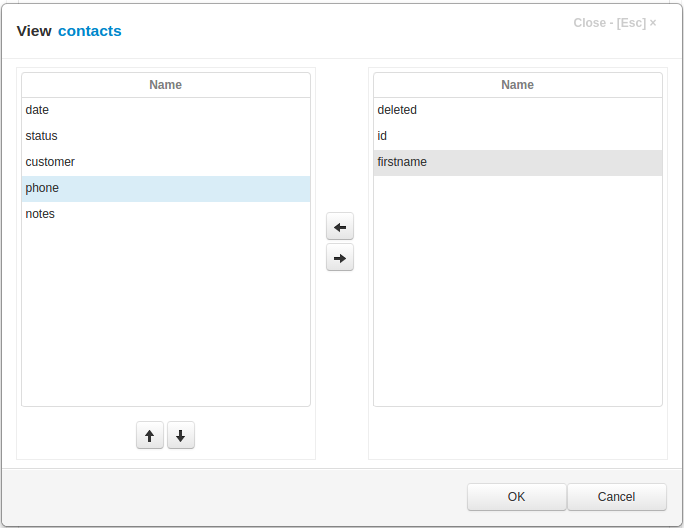 View contacts
Close - [Esc] ×
Name
date
status
customer
phone
notes
Name
deleted
id
firstname
OK
Cancel